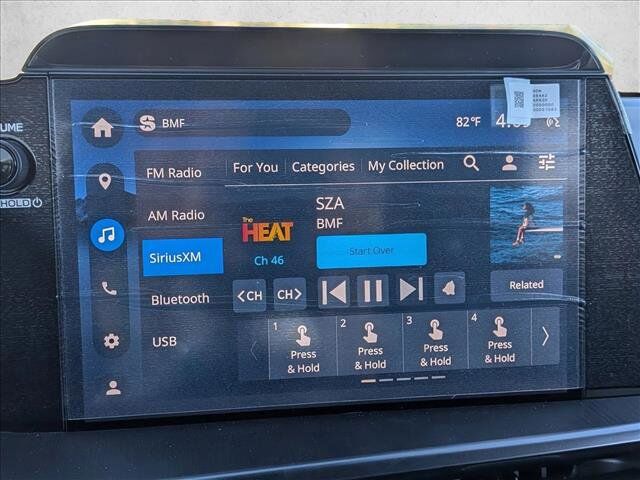 BMF
82°F
VOLUME
HOLD
FM Radio
For You
Categories
My Collection
AM Radio
SZA
BMF
The
HEAT
Ch 46
Start Over
SiriusXM
Bluetooth
USB
<CH
CH>
Related
1
Press
& Hold
2
Press
& Hold
3
Press
& Hold
4
Press
& Hold